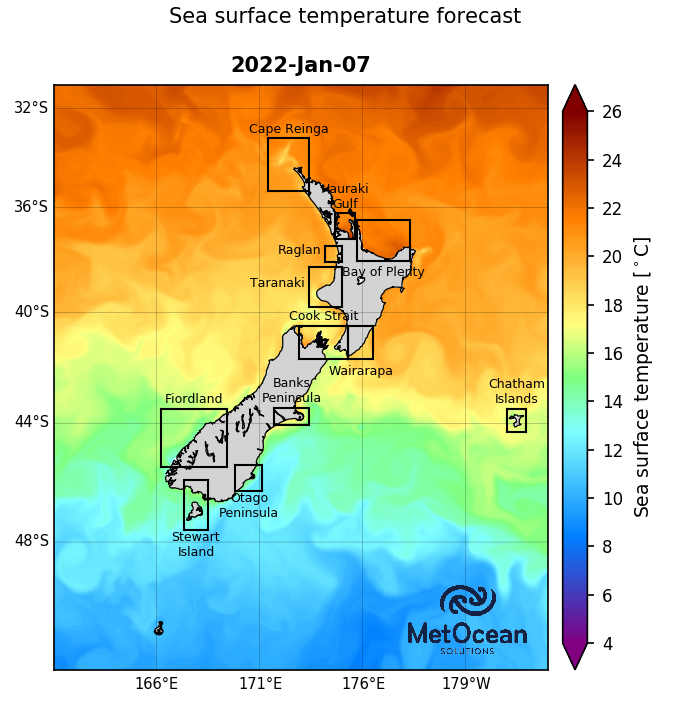 Sea surface temperature forecast
2022-Jan-07
32°S
36°S
40°S
44°S
48°S
166°E
171°E
176°E
179°W
Cape Reinga
Hauraki
Gulf
Raglan
Bay of Plenty
Taranaki
Cook Strait
Wairarapa
Banks
Peninsula
Fiordland
Chatham
Islands
Otago
Peninsula
Stewart
Island
MetOcean
SOLUTIONS
26
24
22
20
18
16
14
12
10
8
6
4
Sea surface temperature [°C]